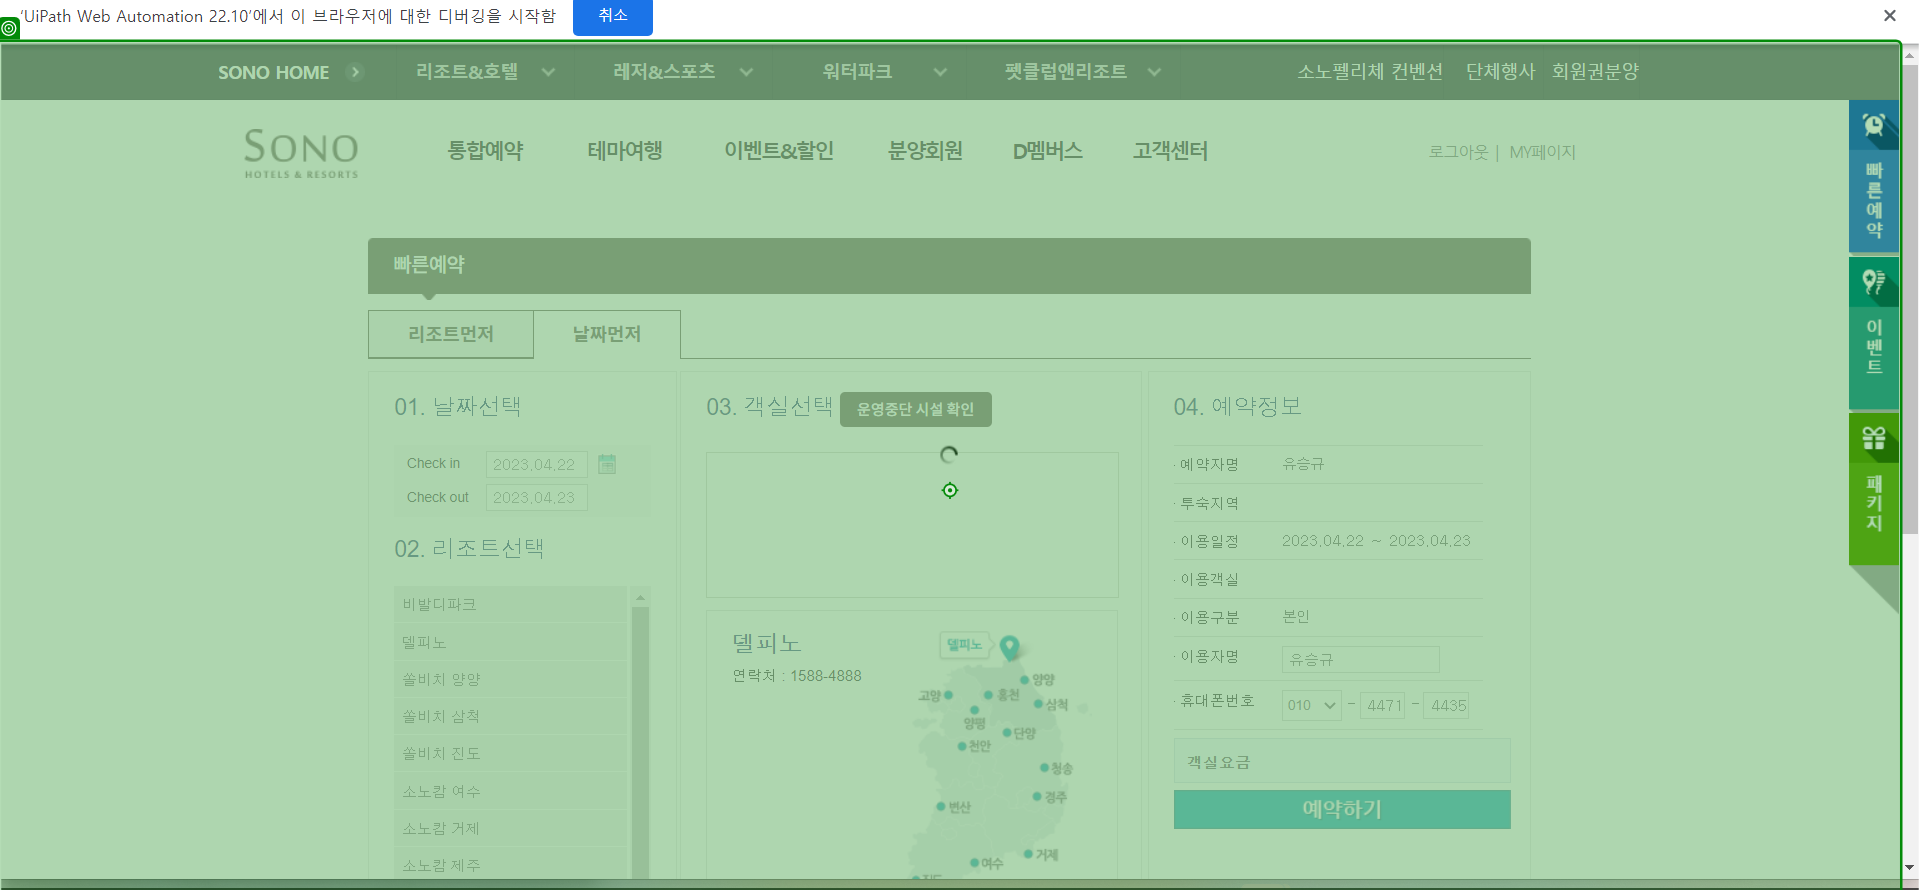 'UiPath Web Automation 22.10'에서 이 브라우저에 대한 디버깅을 시작함 취소
SONO HOME 리조트&호텔 레저&스포츠 워터파크 펫클럽앤리조트 소노펠리체 컨벤션 단체행사 회원권분양
SONO
HOTELS & RESORTS
통합예약 테마여행 이벤트&할인 분양회원 D멤버스 고객센터
로그아웃 | MY페이지
빠른예약
이벤트
패키지
빠른예약
리조트먼저 날짜먼저
01. 날짜선택
Check in 2023.04.22
Check out 2023.04.23
02. 리조트선택
비발디파크
델피노
쏠비치 양양
쏠비치 삼척
쏠비치 진도
소노캄 여수
소노캄 거제
소노캄 제주
03. 객실선택 운영중단 시설 확인
델피노
연락처 : 1588-4888
델피노
양양
고양
홍천
삼척
양평
단양
천안
청송
경주
변산
거제
여수
진도
04. 예약정보
· 예약자명 유승규
· 투숙지역
· 이용일정 2023.04.22 ~ 2023.04.23
· 이용객실
· 이용구분 본인
· 이용자명 유승규
· 휴대폰번호 010 - 4471 - 4435
객실요금
예약하기